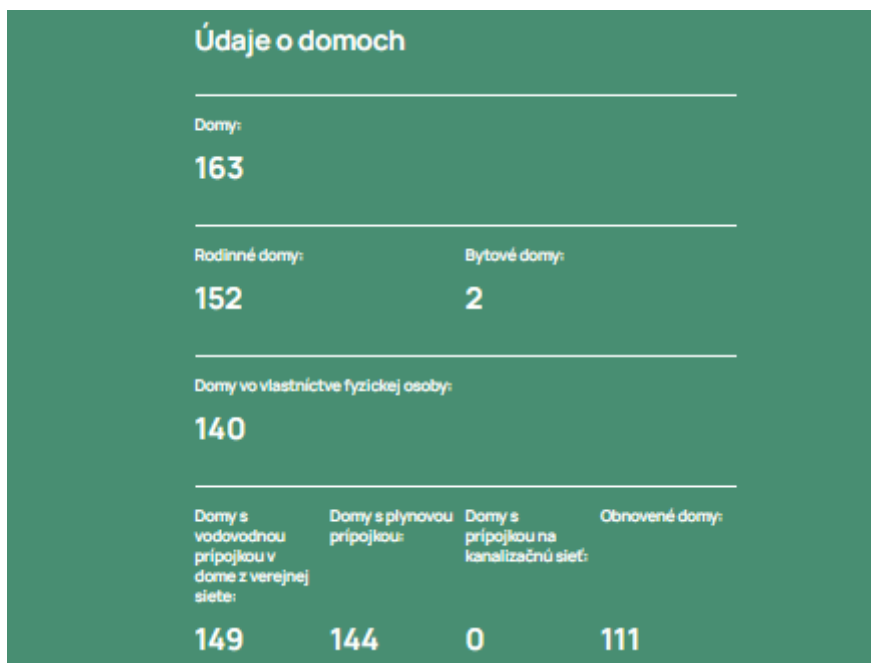 Údaje o domoch
Domy:
163
Rodinné domy:
Bytové domy:
152
2
Domy vo vlastníctve fyzickej osoby:
140
Domy s
vodovodnou
prípojkou v
dome z verejnej
siete:
Domy s plynovou
prípojkou:
Domy s
prípojkou na
kanalizačnú sieť:
Obnovené domy:
149
144
0
111